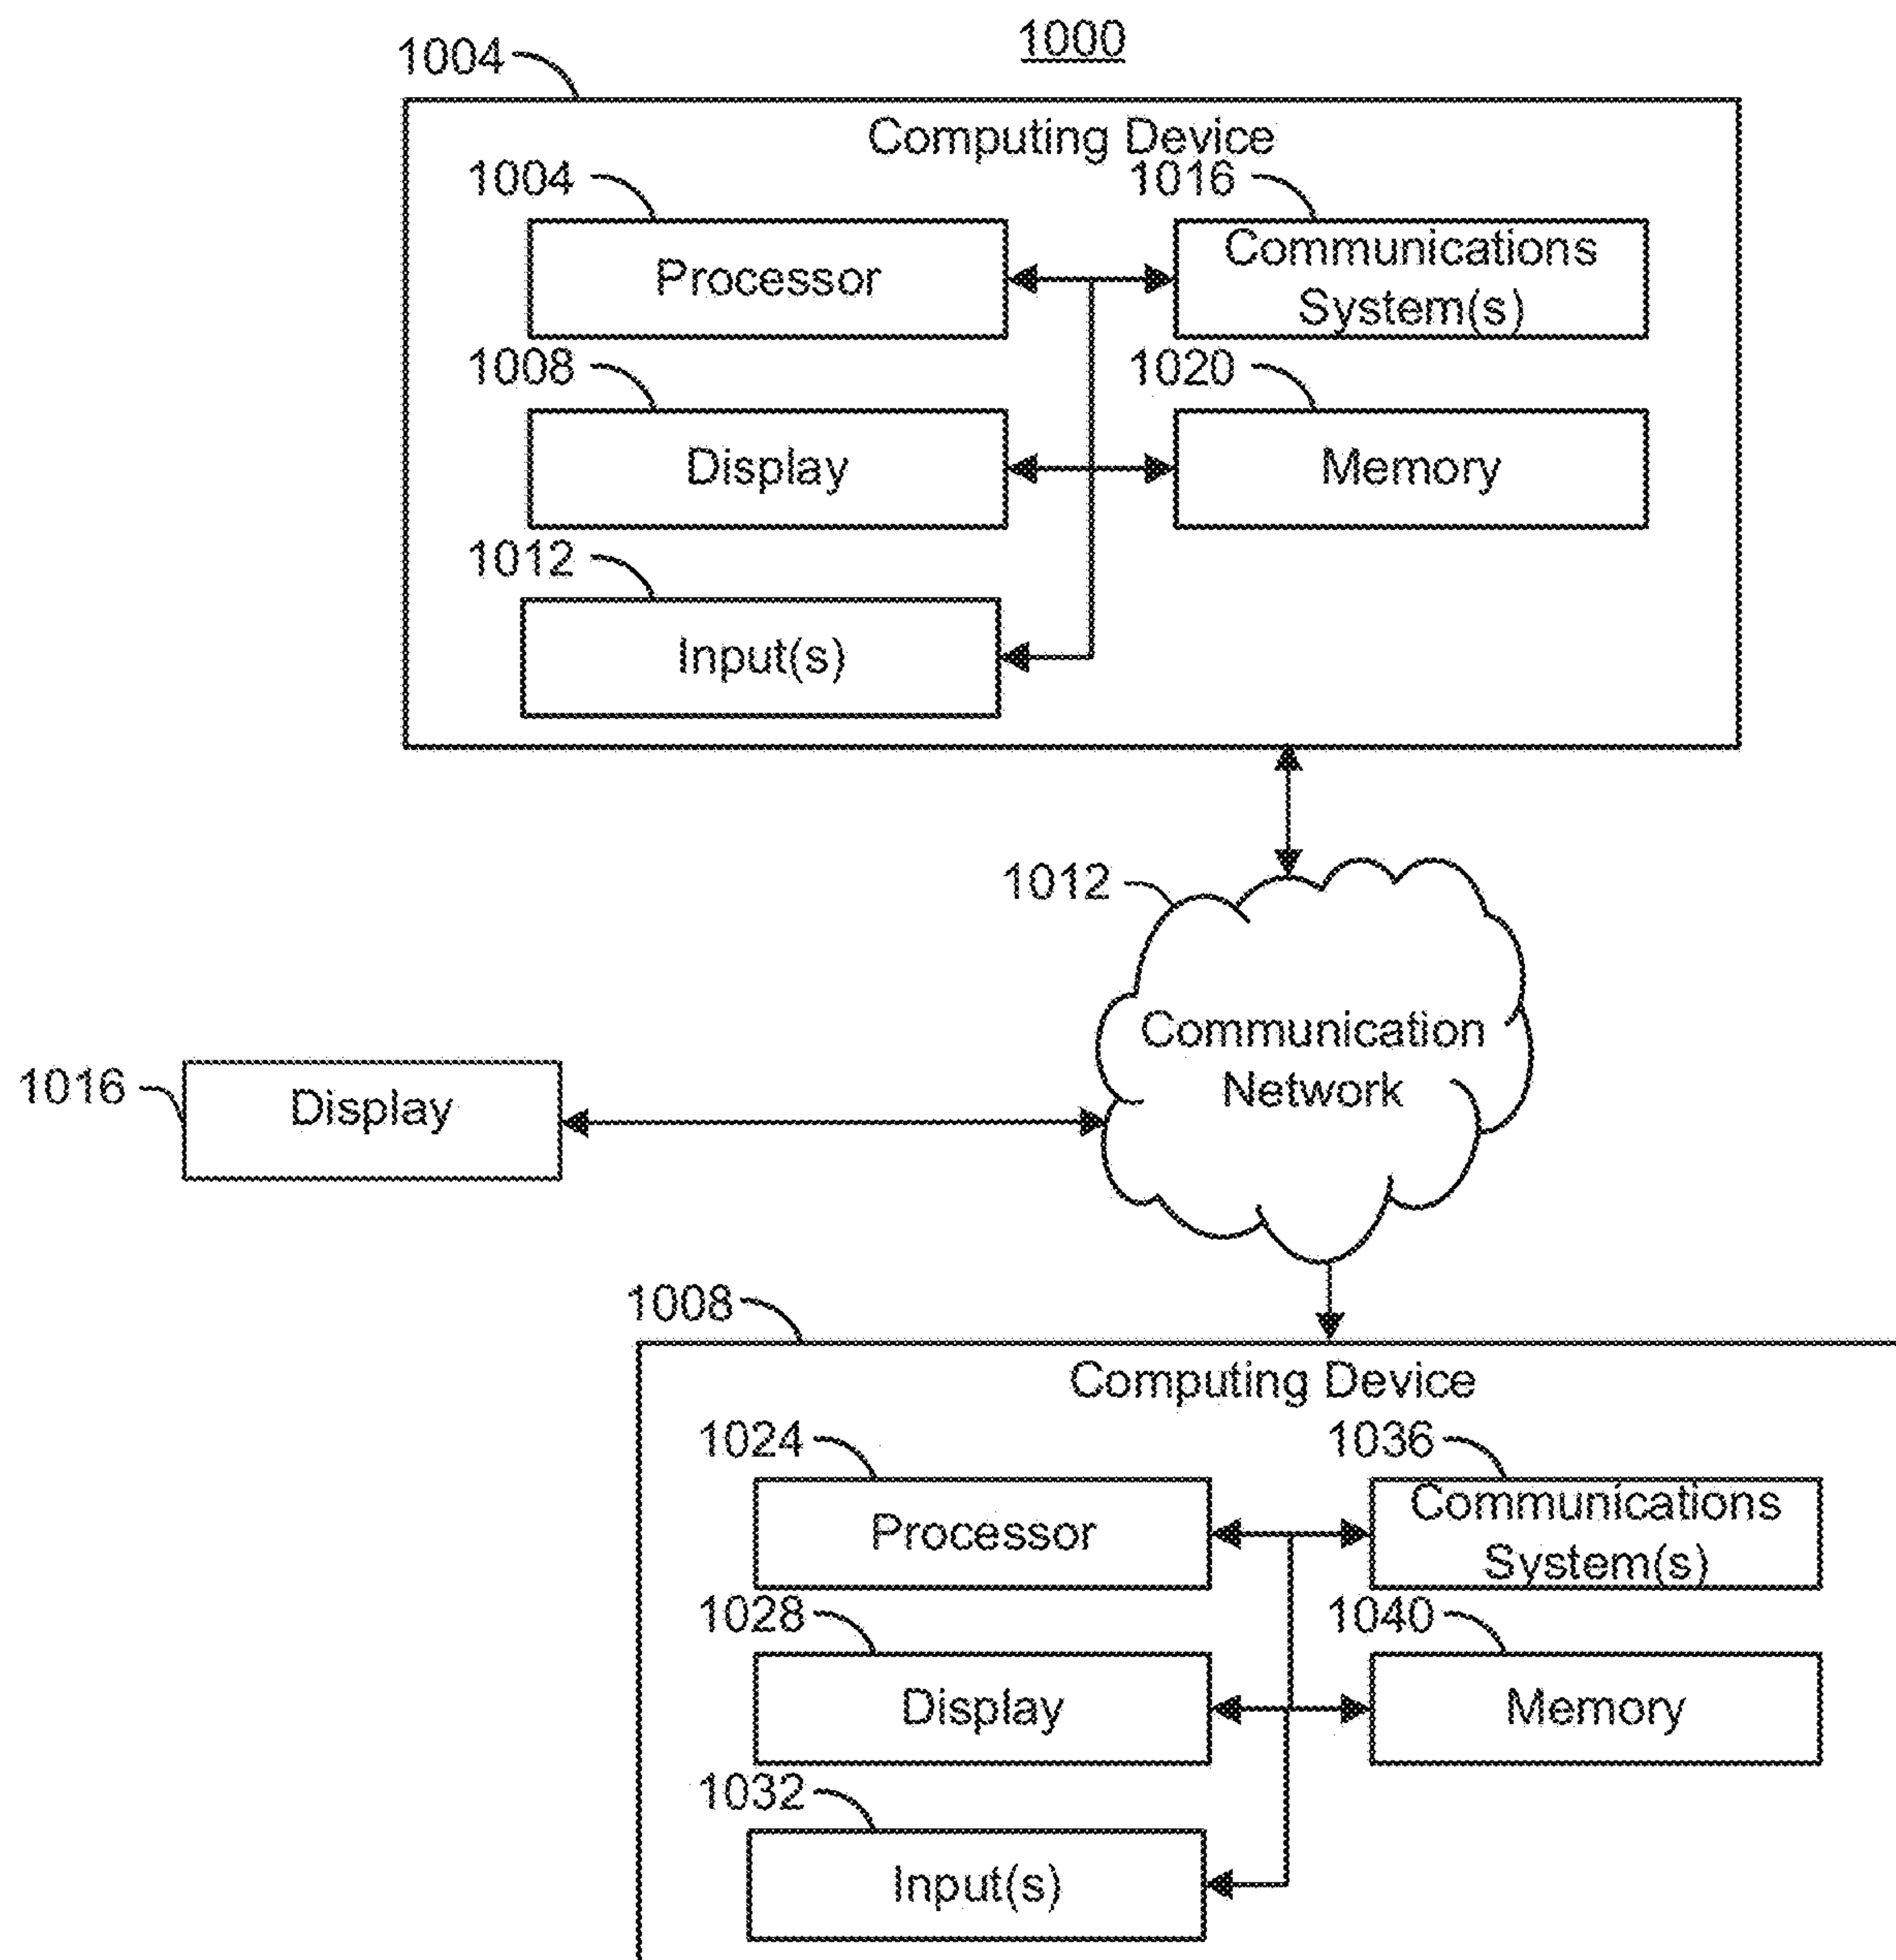 1000
1004
Computing Device
1004
1016
Processor
Communications
System(s)
1008
1020
Display
Memory
1012
Input(s)
1012
Communication
Network
1016
Display
1008
Computing Device
1024
1036
Processor
Communications
System(s)
1028
1040
Display
Memory
1032
Input(s)